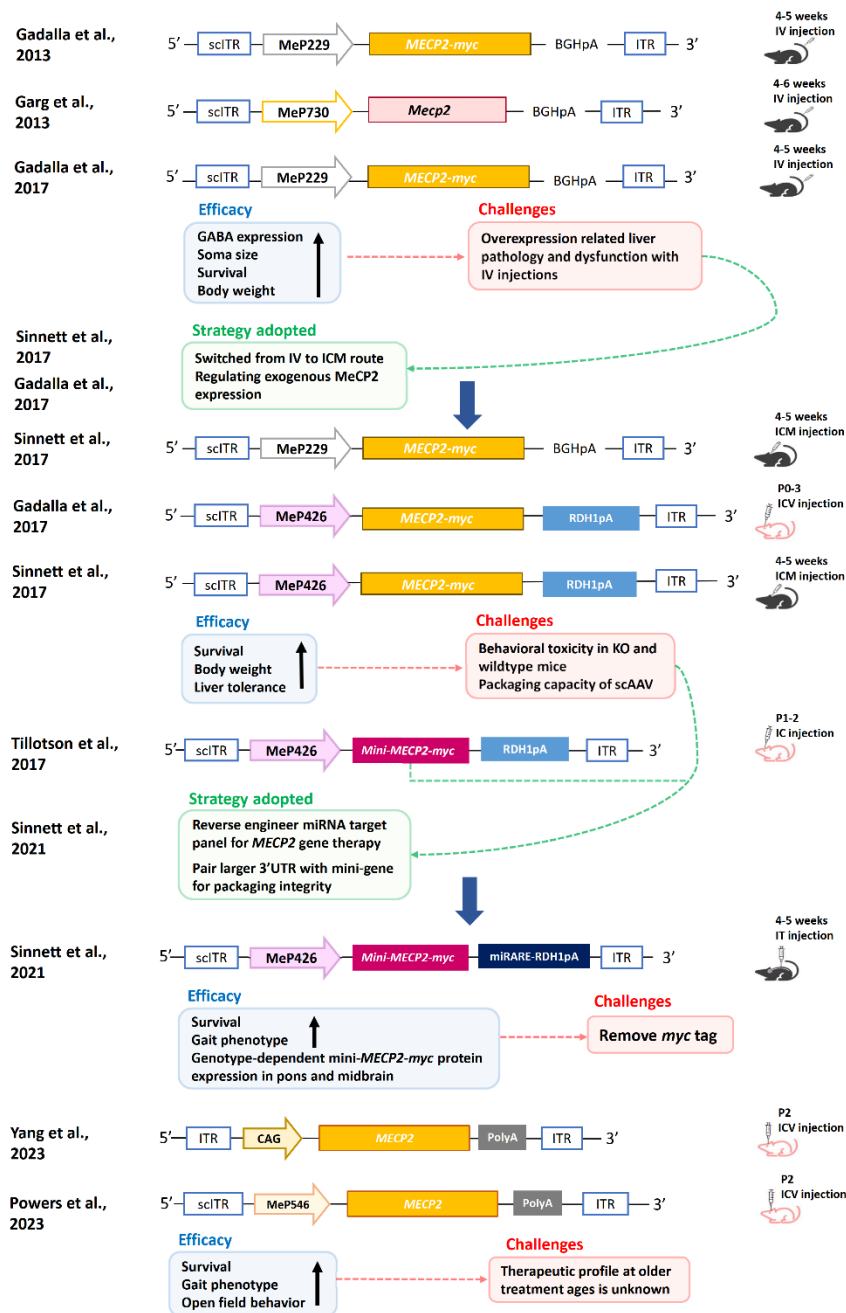 Gadalla et al.,
2013
5’ scITR MeP229 MECP2-myc BGHpA ITR 3’
4-5 weeks
IV injection
Garg et al.,
2013
5’ scITR MeP730 Mecp2 BGHpA ITR 3’
4-6 weeks
IV injection
Gadalla et al.,
2017
5’ scITR MeP229 MECP2-myc BGHpA ITR 3’
4-5 weeks
IV injection
Efficacy
GABA expression
Soma size
Survival
Body weight
Challenges
Overexpression related liver
pathology and dysfunction with
IV injections
Sinnett et al.,
2017
Gadalla et al.,
2017
Strategy adopted
Switched from IV to ICM route
Regulating exogenous MeCP2
expression
Sinnett et al.,
2017
5’ scITR MeP229 MECP2-myc BGHpA ITR 3’
4-5 weeks
ICM injection
Gadalla et al.,
2017
5’ scITR MeP426 MECP2-myc RDH1pA ITR 3’
P0-3
ICV injection
Sinnett et al.,
2017
5’ scITR MeP426 MECP2-myc RDH1pA ITR 3’
4-5 weeks
ICM injection
Efficacy
Survival
Body weight
Liver tolerance
Challenges
Behavioral toxicity in KO and
wildtype mice
Packaging capacity of scAAV
Tillotson et al.,
2017
5’ scITR MeP426 Mini-MECP2-myc RDH1pA ITR 3’
P1-2
IC injection
Sinnett et al.,
2021
Strategy adopted
Reverse engineer miRNA target
panel for MECP2 gene therapy
Pair larger 3’UTR with mini-gene
for packaging integrity
Sinnett et al.,
2021
5’ scITR MeP426 Mini-MECP2-myc miRARE-RDH1pA ITR 3’
4-5 weeks
IT injection
Efficacy
Survival
Gait phenotype
Genotype-dependent mini-MECP2-myc protein
expression in pons and midbrain
Challenges
Remove myc tag
Yang et al.,
2023
5’ ITR CAG MECP2 PolyA ITR 3’
P2
ICV injection
Powers et al.,
2023
5’ scITR MeP546 MECP2 PolyA ITR 3’
P2
ICV injection
Efficacy
Survival
Gait phenotype
Open field behavior
Challenges
Therapeutic profile at older
treatment ages is unknown